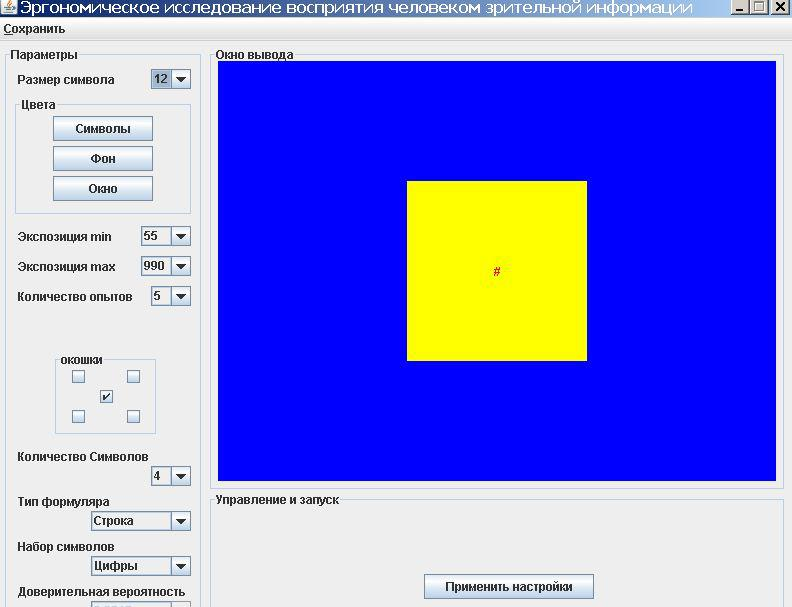 Эргономическое исследование восприятия человеком зрительной информации
Сохранить
Параметры
Размер символа 12
Цвета
Символы
Фон
Окно
Экспозиция min 55
Экспозиция max 990
Количество опытов 5
окошки
Количество Символов
4
Тип формуляра
Строка
Набор символов
Цифры
Доверительная вероятность
Окно вывода
#
Управление и запуск
Применить настройки